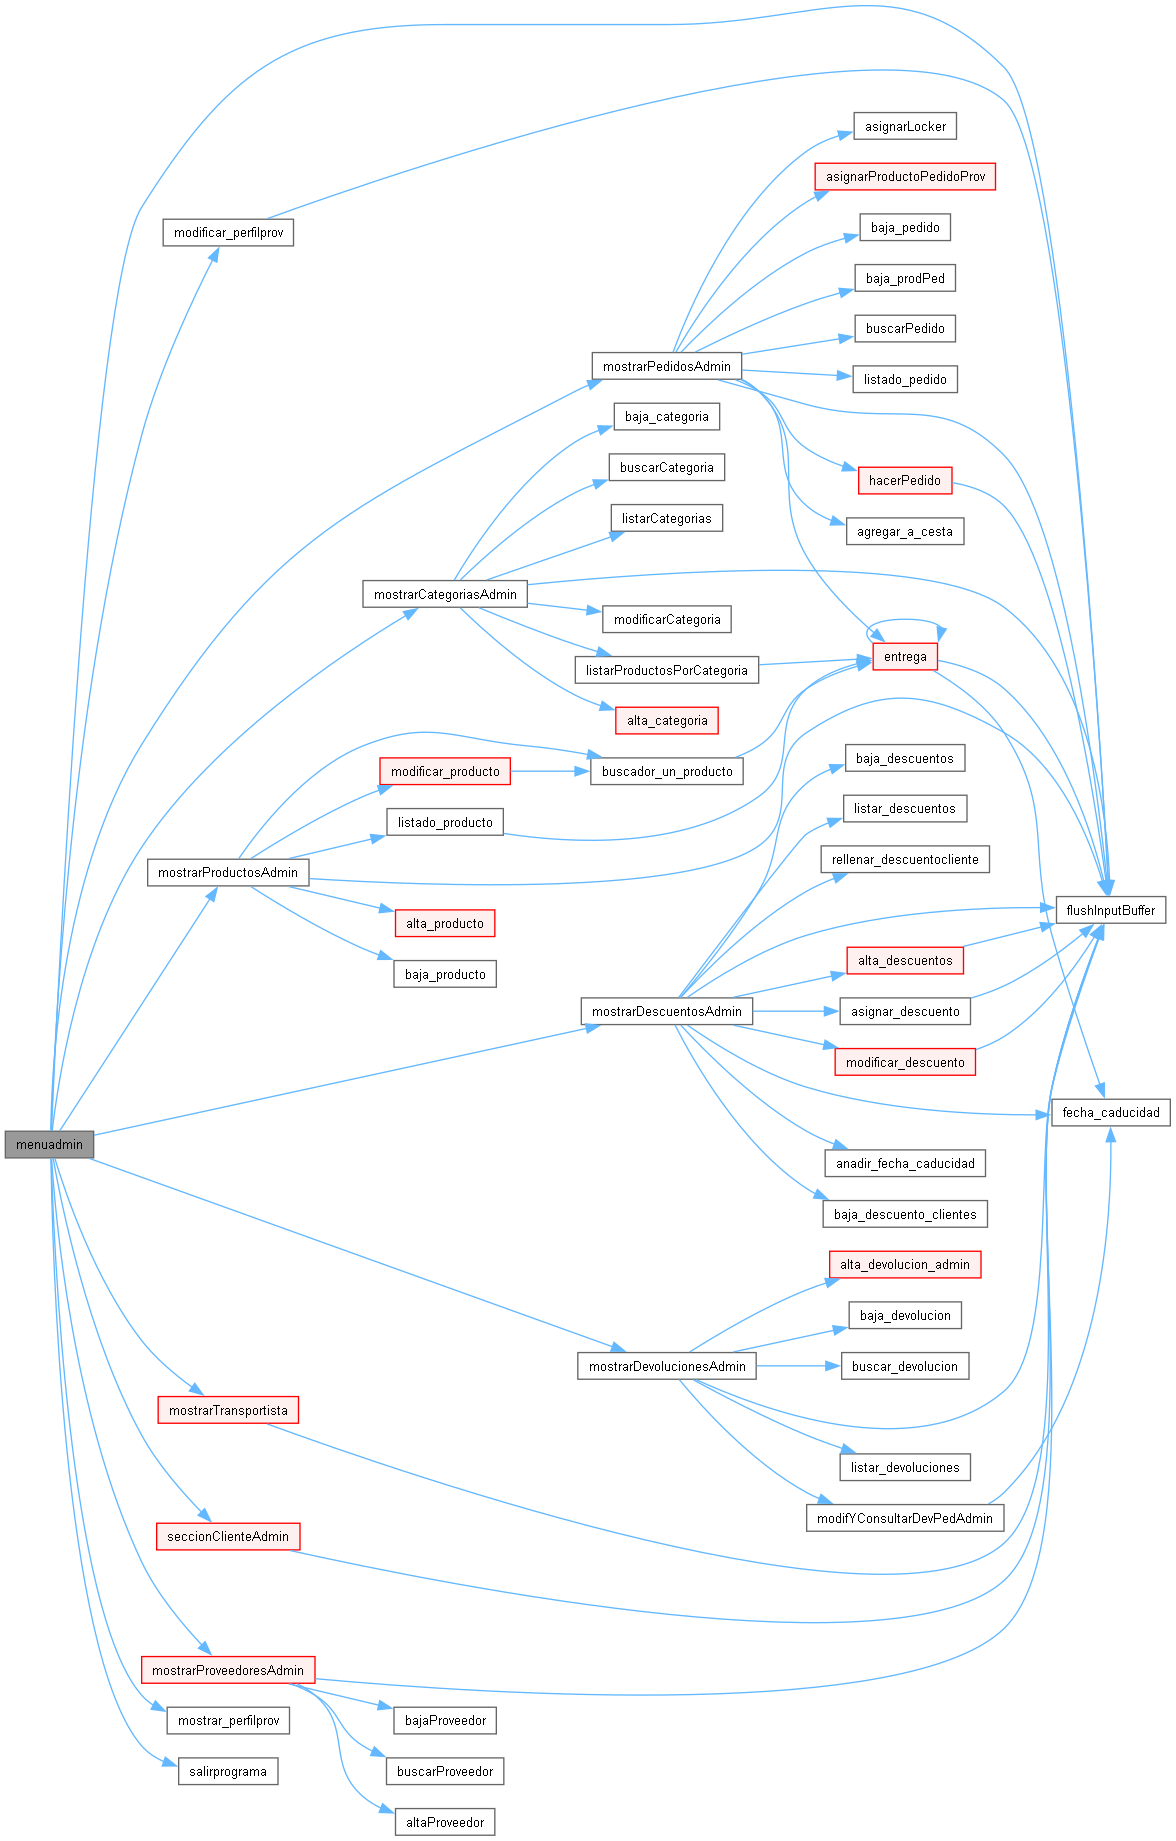 asignarLocker
asignarProductoPedidoProv
modificar_perfilprov
baja_pedido
baja_prodPed
buscarPedido
mostrarPedidosAdmin
listado_pedido
baja_categoria
buscarCategoria
hacerPedido
listarCategorias
agregar_a_cesta
mostrarCategoriasAdmin
modificarCategoria
entrega
listarProductosPorCategoria
alta_categoria
baja_descuentos
modificar_producto
buscador_un_producto
listar_descuentos
listado_producto
rellenar_descuentocliente
mostrarProductosAdmin
flushInputBuffer
alta_producto
alta_descuentos
baja_producto
mostrarDescuentosAdmin
asignar_descuento
modificar_descuento
fecha_caducidad
menuadmin
anadir_fecha_caducidad
baja_descuento_clientes
alta_devolucion_admin
baja_devolucion
mostrarDevolucionesAdmin
buscar_devolucion
mostrarTransportista
listar_devoluciones
modifYConsultarDevPedAdmin
seccionClienteAdmin
mostrarProveedoresAdmin
mostrar_perfilprov
bajaProveedor
salirprograma
buscarProveedor
altaProveedor